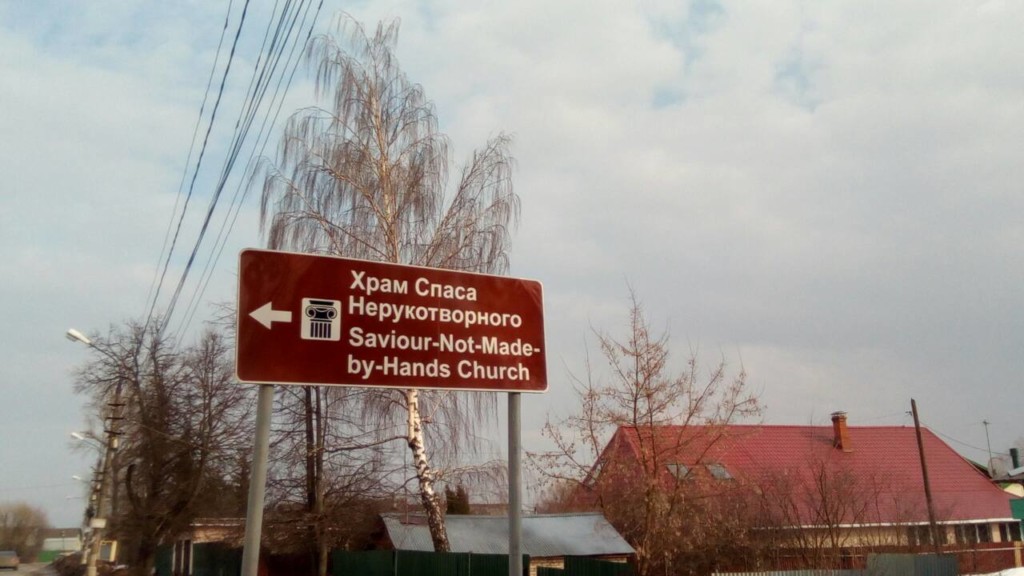 Храм Спаса
Нерукотворного
Saviour-Not-Made-
by-Hands Church